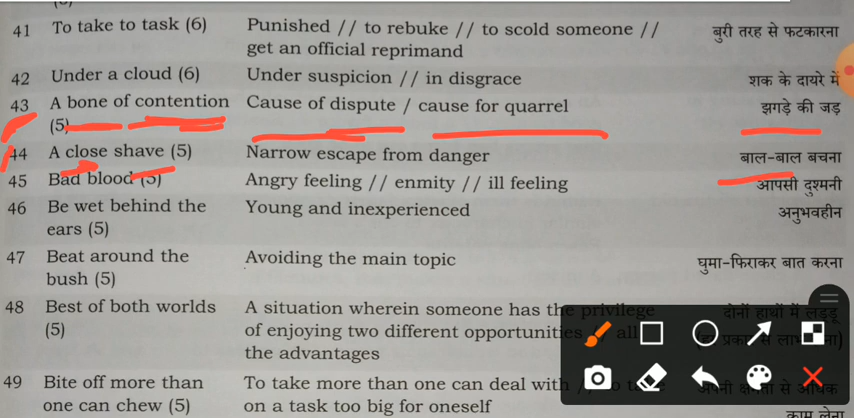 41 To take to task (6) Punished // to rebuke // to scold someone // बुरी तरह से फटकारना
get an official reprimand
42 Under a cloud (6) Under suspicion // in disgrace शक के दायरे में
43 A bone of contention Cause of dispute / cause for quarrel झगड़े की जड़
(5)
44 A close shave (5) Narrow escape from danger बाल-बाल बचना
45 Bad blood (5) Angry feeling // enmity // ill feeling आपसी दुश्मनी
46 Be wet behind the Young and inexperienced अनुभवहीन
ears (5)
47 Beat around the Avoiding the main topic घुमा-फिराकर बात करना
bush (5)
48 Best of both worlds A situation wherein someone has the privilege दोनों हाथों में लड्डू
(5) of enjoying two different opportunities // all
the advantages
49 Bite off more than To take more than one can deal with // to अपनी से अधिक
one can chew (5) on a task too big for oneself काम लेना